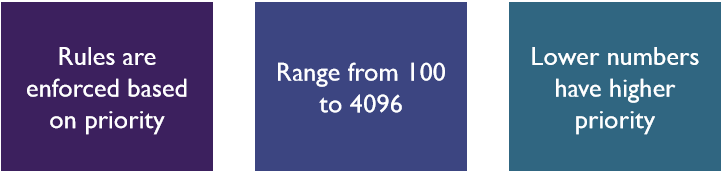 Rules are
enforced based
on priority
Range from 100
to 4096
Lower numbers
have higher
priority